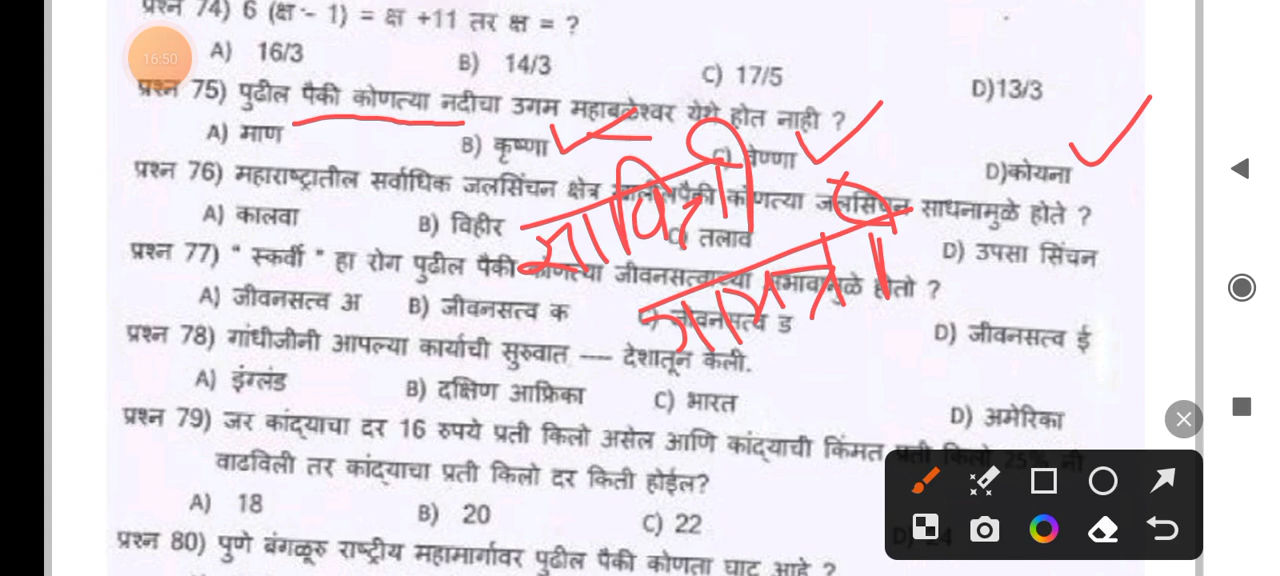 प्रश्न 74) 6 (क्ष - 1) = क्ष +11 तर क्ष = ?
16:50
A) 16/3 B) 14/3 C) 17/5 D)13/3
प्रश्न 75) पुढील पैकी कोणत्या नदीचा उगम महाबळेश्वर येथे होत नाही ?
A) माण B) कृष्णा C) वेण्णा D)कोयना
प्रश्न 76) महाराष्ट्रातील सर्वाधिक जलसिंचन क्षेत्र खालीलपैकी कोणत्या जलसिंचन साधनामुळे होते ?
A) कालवा B) विहीर C) तलाव D) उपसा सिंचन
प्रश्न 77) " स्कर्वी " हा रोग पुढील पैकी कोणत्या जीवनसत्वाच्या अभावामुळे होतो ?
A) जीवनसत्व अ B) जीवनसत्व क C) जीवनसत्व ड D) जीवनसत्व ई
प्रश्न 78) गांधीजीनी आपल्या कार्याची सुरुवात ---- देशातून केली.
A) इंग्लंड B) दक्षिण आफ्रिका C) भारत D) अमेरिका
प्रश्न 79) जर कांद्याचा दर 16 रुपये प्रती किलो असेल आणि कांद्याची किंमत प्रती किलो 25% नी
वाढविली तर कांद्याचा प्रती किलो दर किती होईल?
A) 18 B) 20 C) 22 D) 24
प्रश्न 80) पुणे बंगळूरु राष्ट्रीय महामार्गावर पुढील पैकी कोणता घाट आहे ?